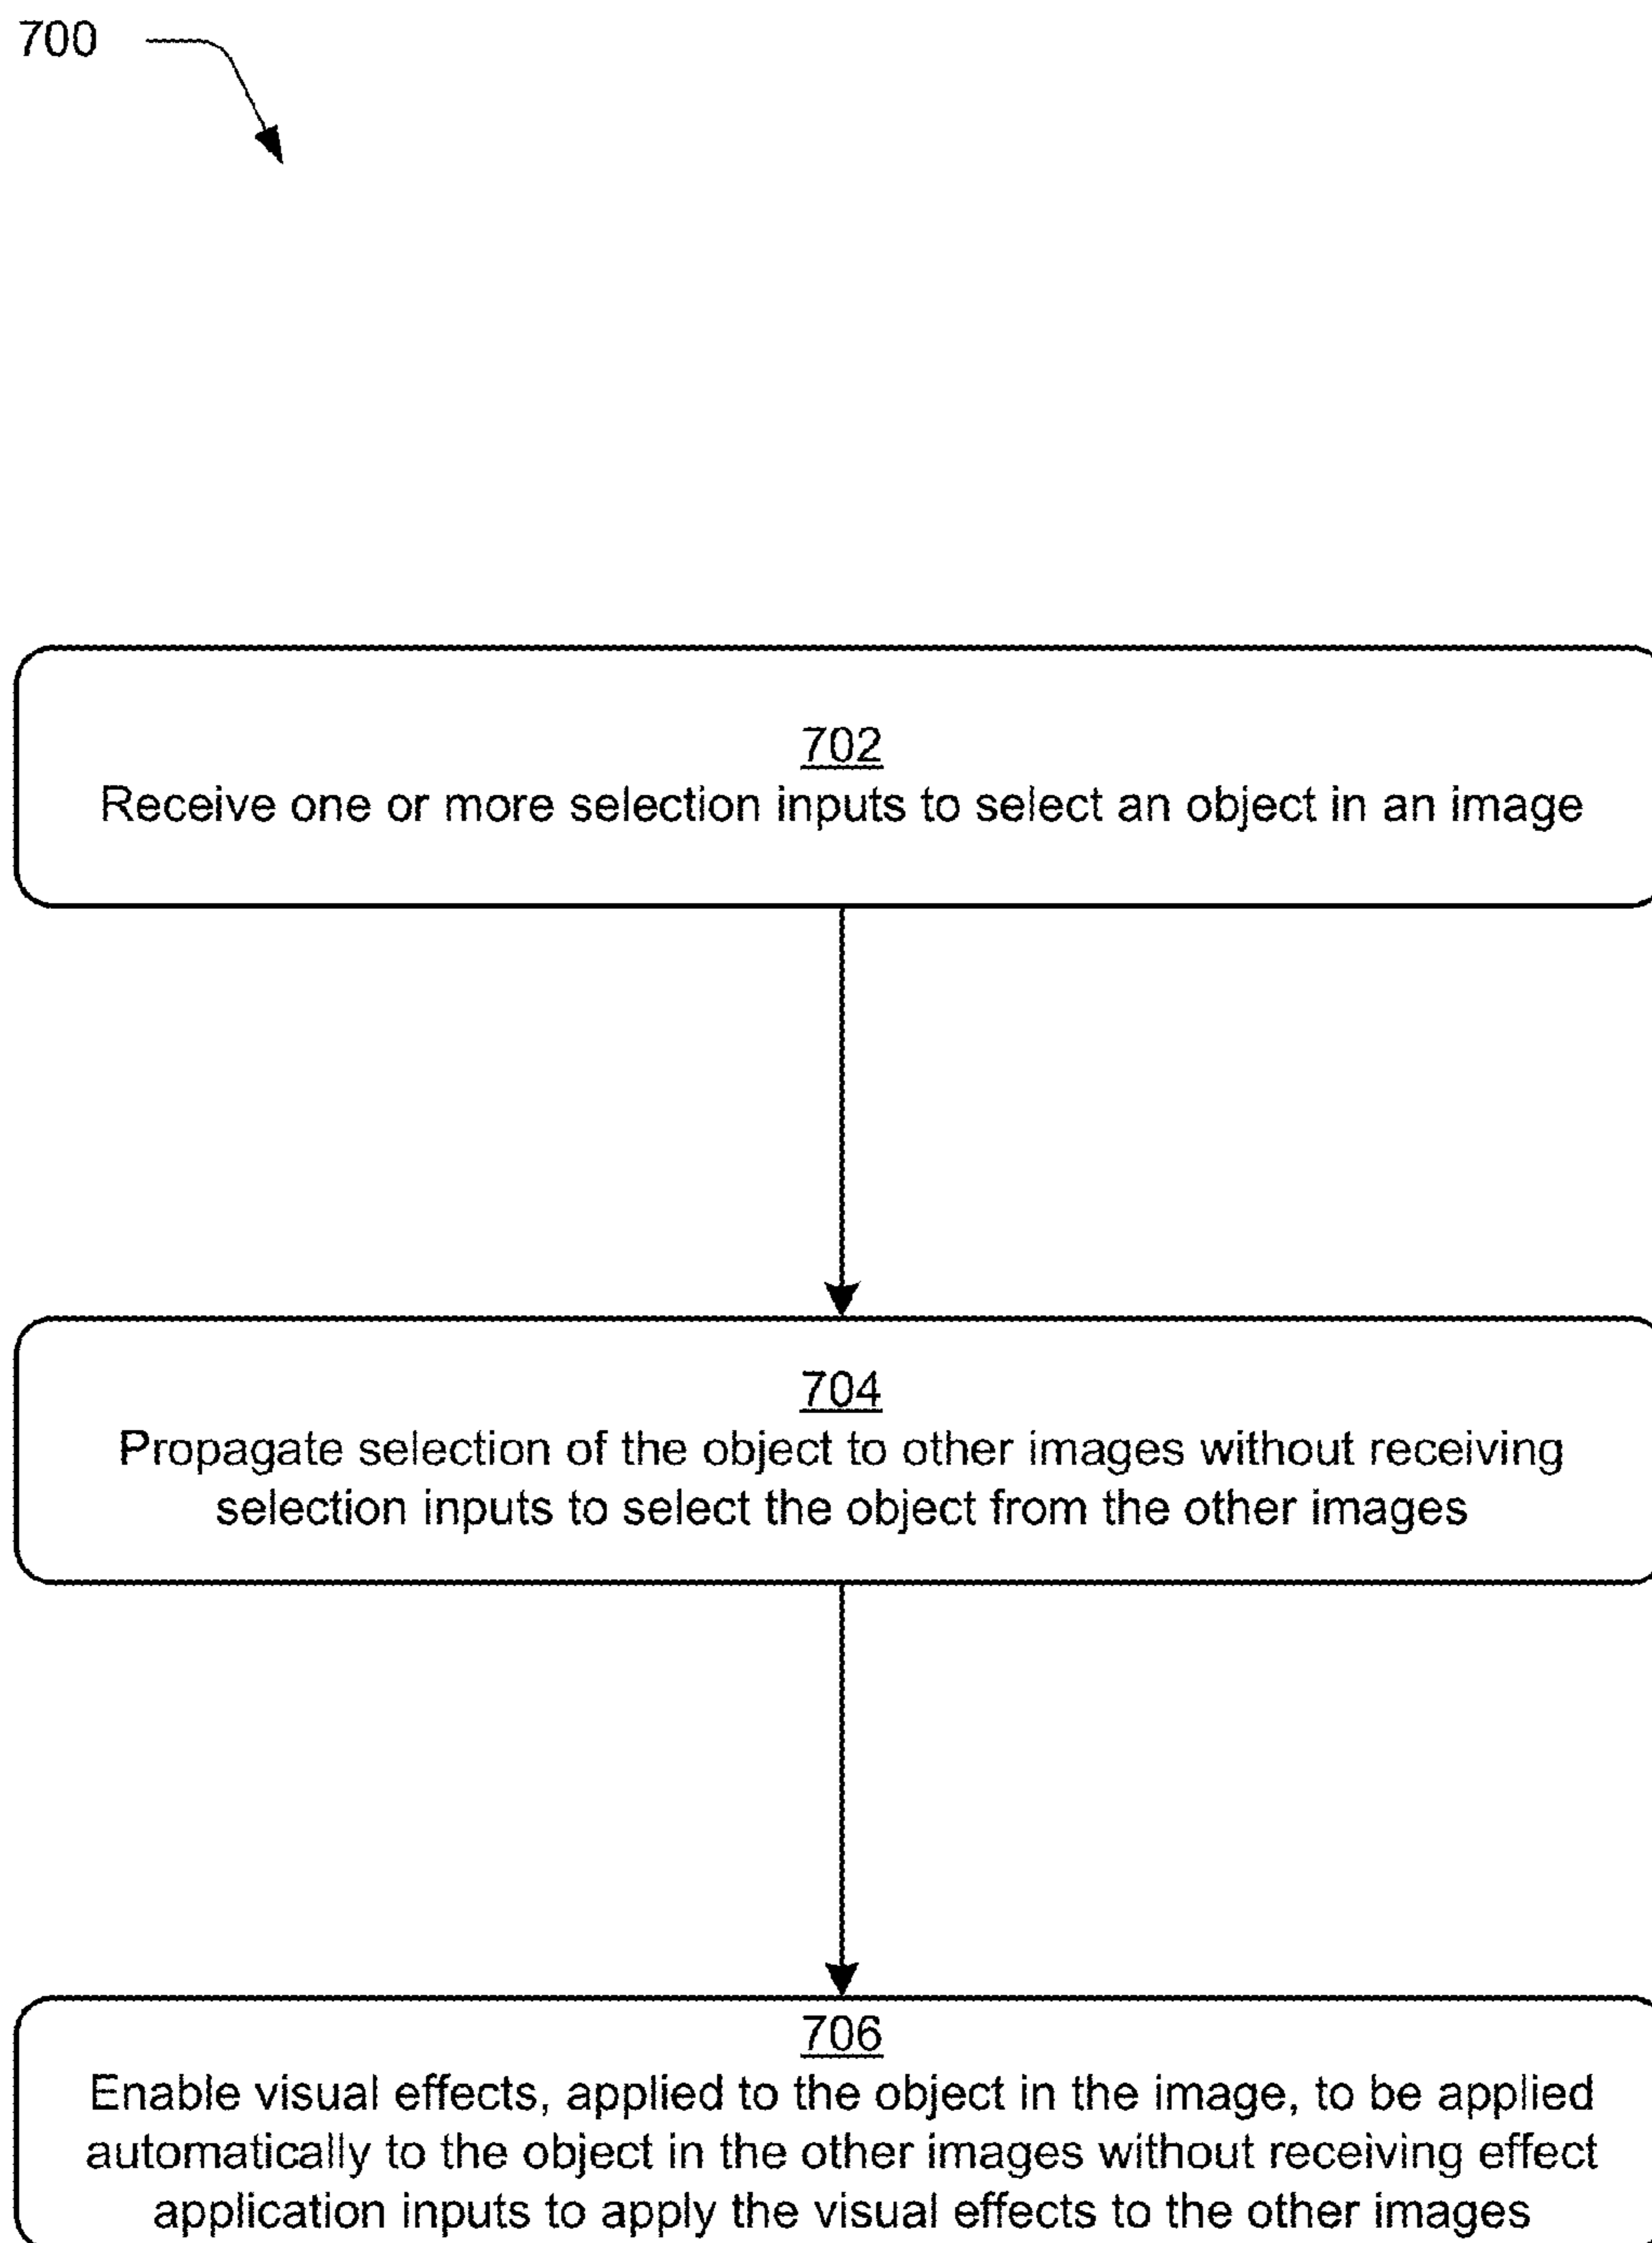 700
702
Receive one or more selection inputs to select an object in an image
704
Propagate selection of the object to other images without receiving
selection inputs to select the object from the other images
706
Enable visual effects, applied to the object in the image, to be applied
automatically to the object in the other images without receiving effect
application inputs to apply the visual effects to the other images